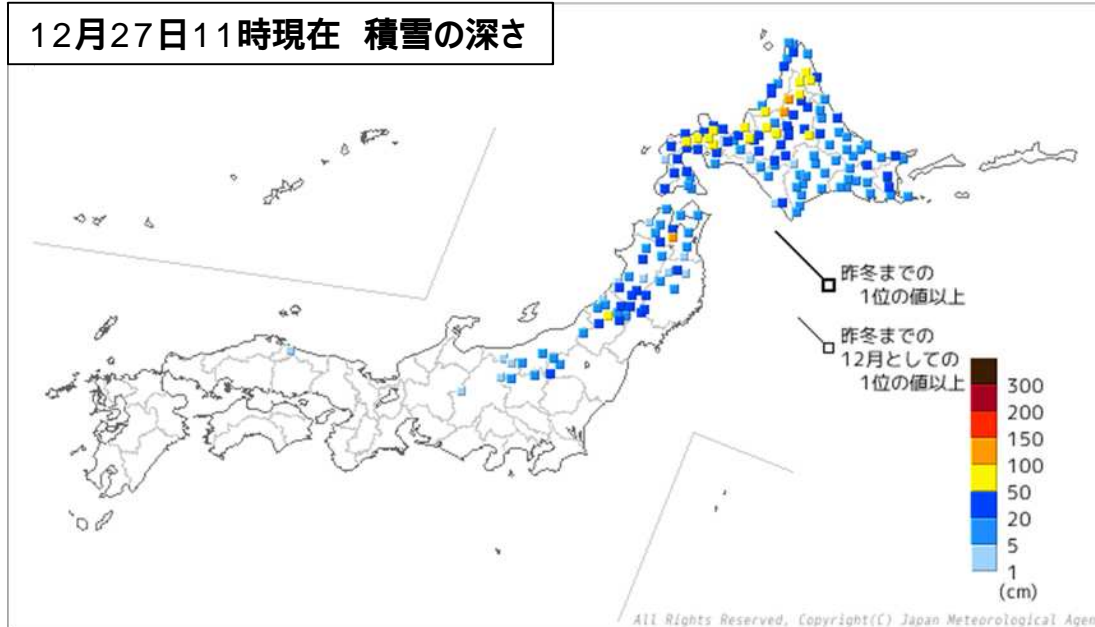 12月27日11時現在 積雪の深さ
昨冬までの
1位の値以上
昨冬までの
12月としての
1位の値以上
300
200
150
100
50
20
5
1
(cm)
All Rights Reserved, Copyright(C) Japan Meteorological Agen